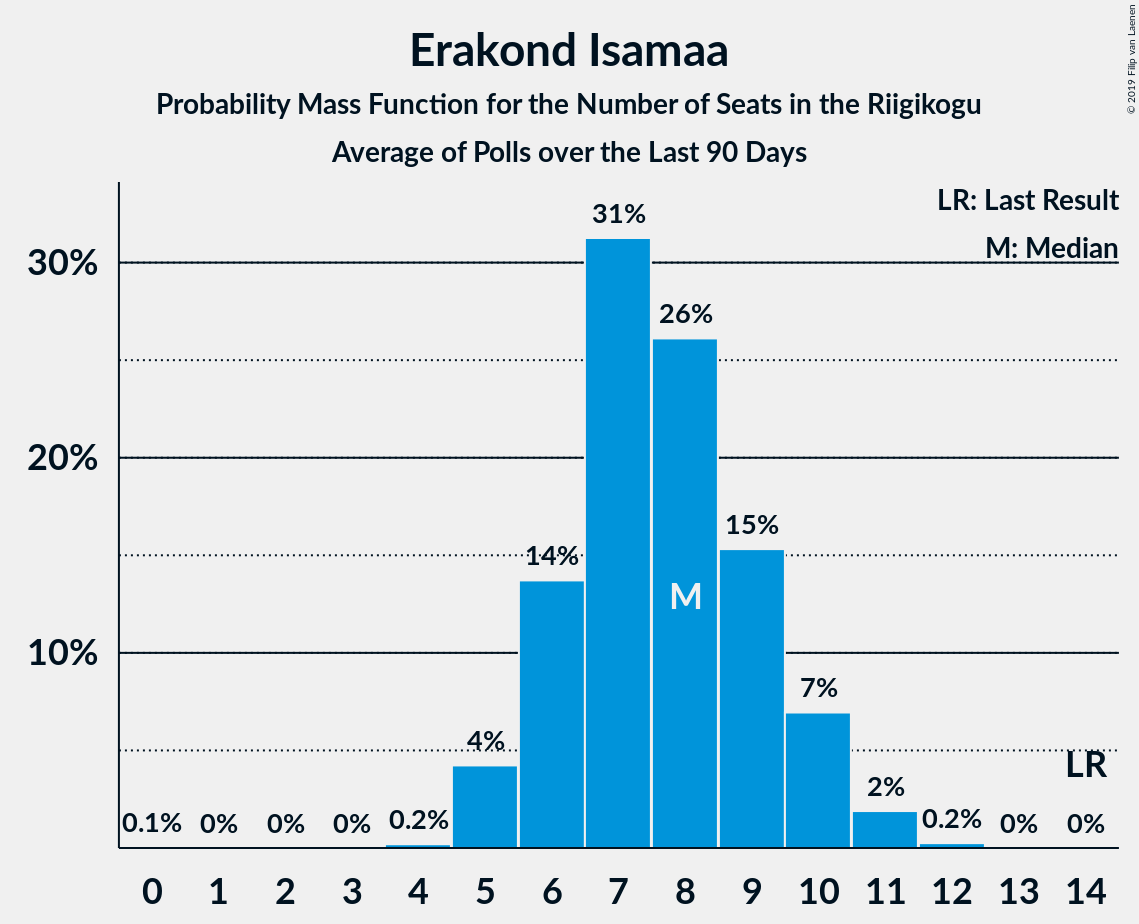 Erakond Isamaa
Probability Mass Function for the Number of Seats in the Riigikogu
Average of Polls over the Last 90 Days
© 2019 Filip van Laenen
LR: Last Result
M: Median
30%
20%
10%
0.1%
0%
0%
0%
0.2%
4%
14%
31%
26%
15%
7%
2%
0.2%
0%
0%
M
LR
0 1 2 3 4 5 6 7 8 9 10 11 12 13 14